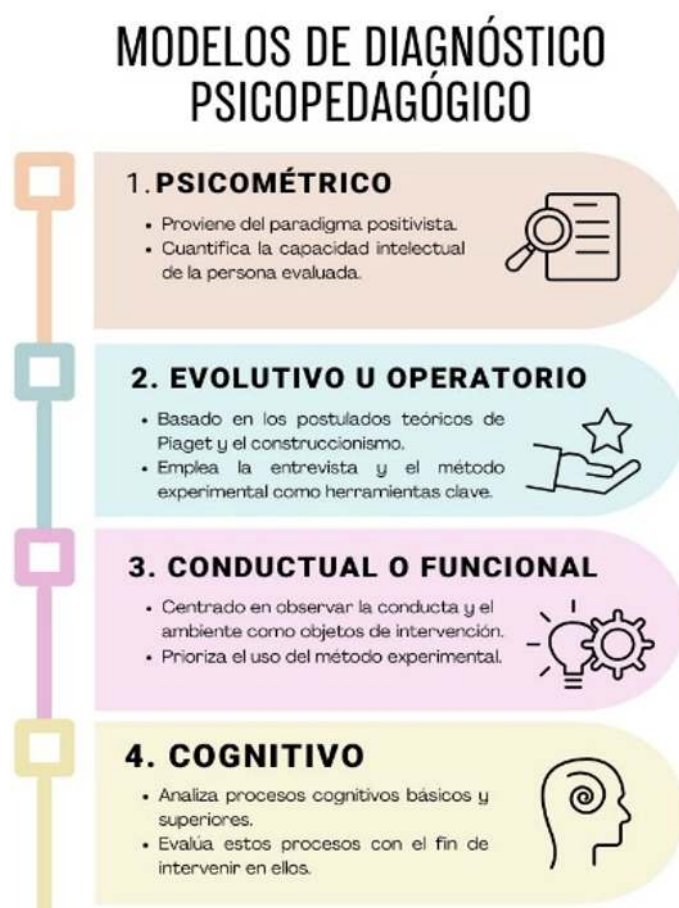 MODELOS DE DIAGNÓSTICO
PSICOPEDAGÓGICO
1. PSICOMÉTRICO
• Proviene del paradigma positivista.
• Cuantifica la capacidad intelectual
de la persona evaluada.
2. EVOLUTIVO U OPERATORIO
• Basado en los postulados teóricos de
Piaget y el construccionismo.
• Emplea la entrevista y el método
experimental como herramientas clave.
3. CONDUCTUAL O FUNCIONAL
• Centrado en observar la conducta y el
ambiente como objetos de intervención.
• Prioriza el uso del método experimental.
4. COGNITIVO
• Analiza procesos cognitivos básicos y
superiores.
• Evalúa estos procesos con el fin de
intervenir en ellos.